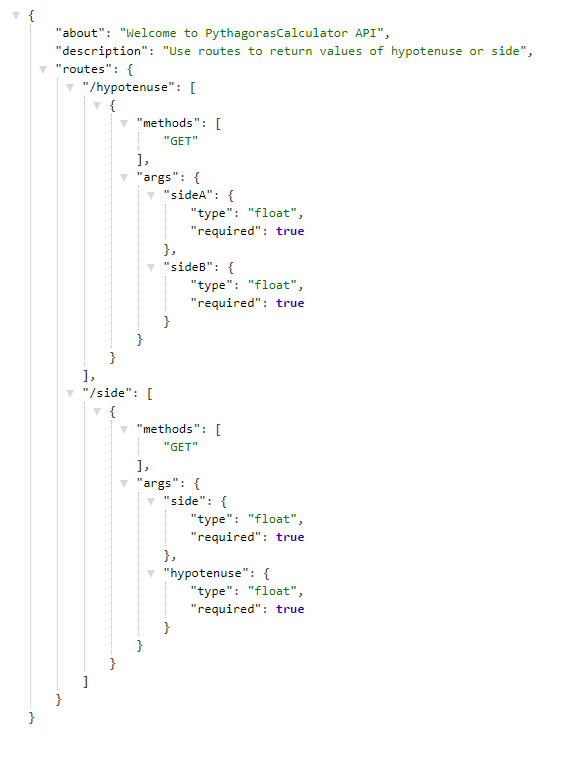 {
"about": "Welcome to PythagorasCalculator API",
"description": "Use routes to return values of hypotenuse or side",
"routes": {
"/hypotenuse": [
{
"methods": [
"GET"
],
"args": {
"sideA": {
"type": "float",
"required": true
},
"sideB": {
"type": "float",
"required": true
}
}
}
],
"/side": [
{
"methods": [
"GET"
],
"args": {
"side": {
"type": "float",
"required": true
},
"hypotenuse": {
"type": "float",
"required": true
}
}
}
]
}
}